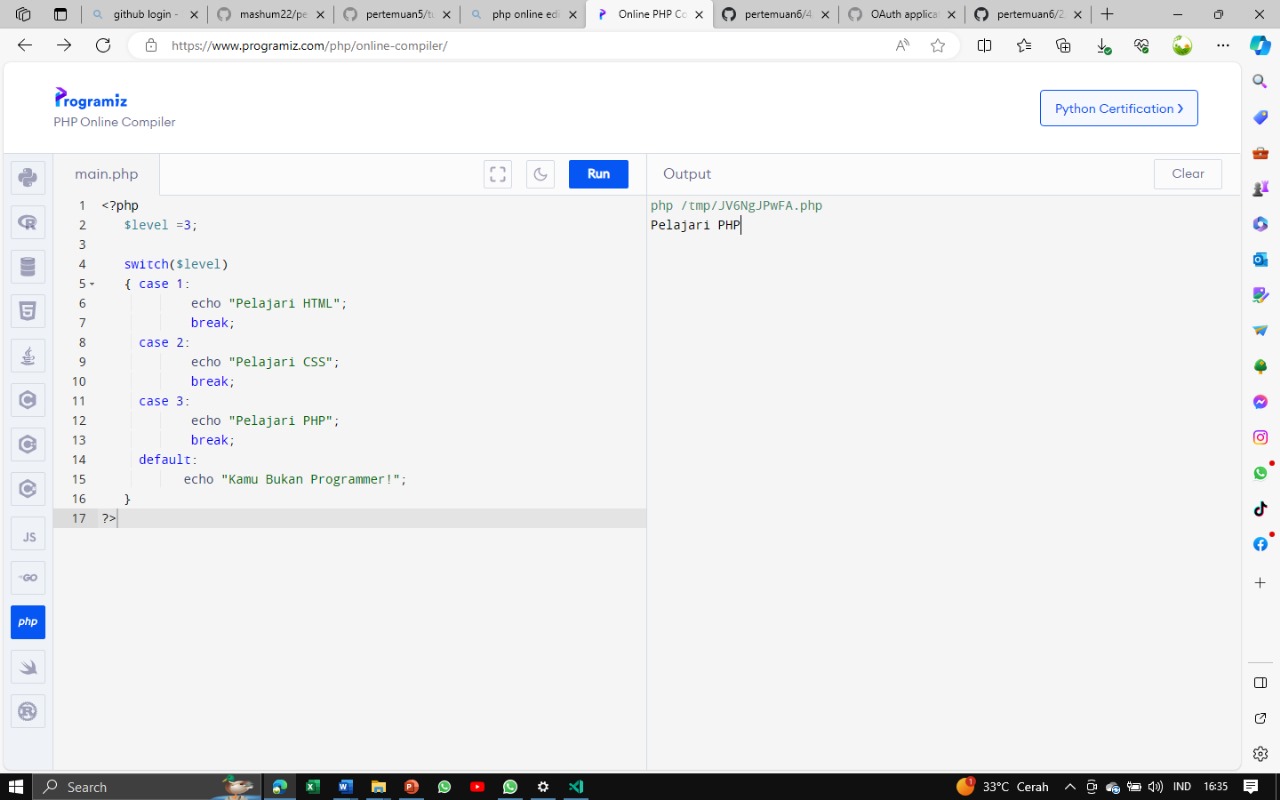 github login -
mashum22/pe
pertemuan5/tu
php online edi
Online PHP Co
pertemuan6/4
OAuth applica
pertemuan6/2
https://www.programiz.com/php/online-compiler/
Programiz
PHP Online Compiler
Python Certification >
main.php
Run
Output
Clear
1 <?php
2 $level =3;
3
4 switch($level)
5 { case 1:
6 echo "Pelajari HTML";
7 break;
8 case 2:
9 echo "Pelajari CSS";
10 break;
11 case 3:
12 echo "Pelajari PHP";
13 break;
14 default:
15 echo "Kamu Bukan Programmer!";
16 }
17 ?>
php /tmp/JV6NgJPwFA.php
Pelajari PHP
JS
GO
php
Search
33°C Cerah
IND
16:35